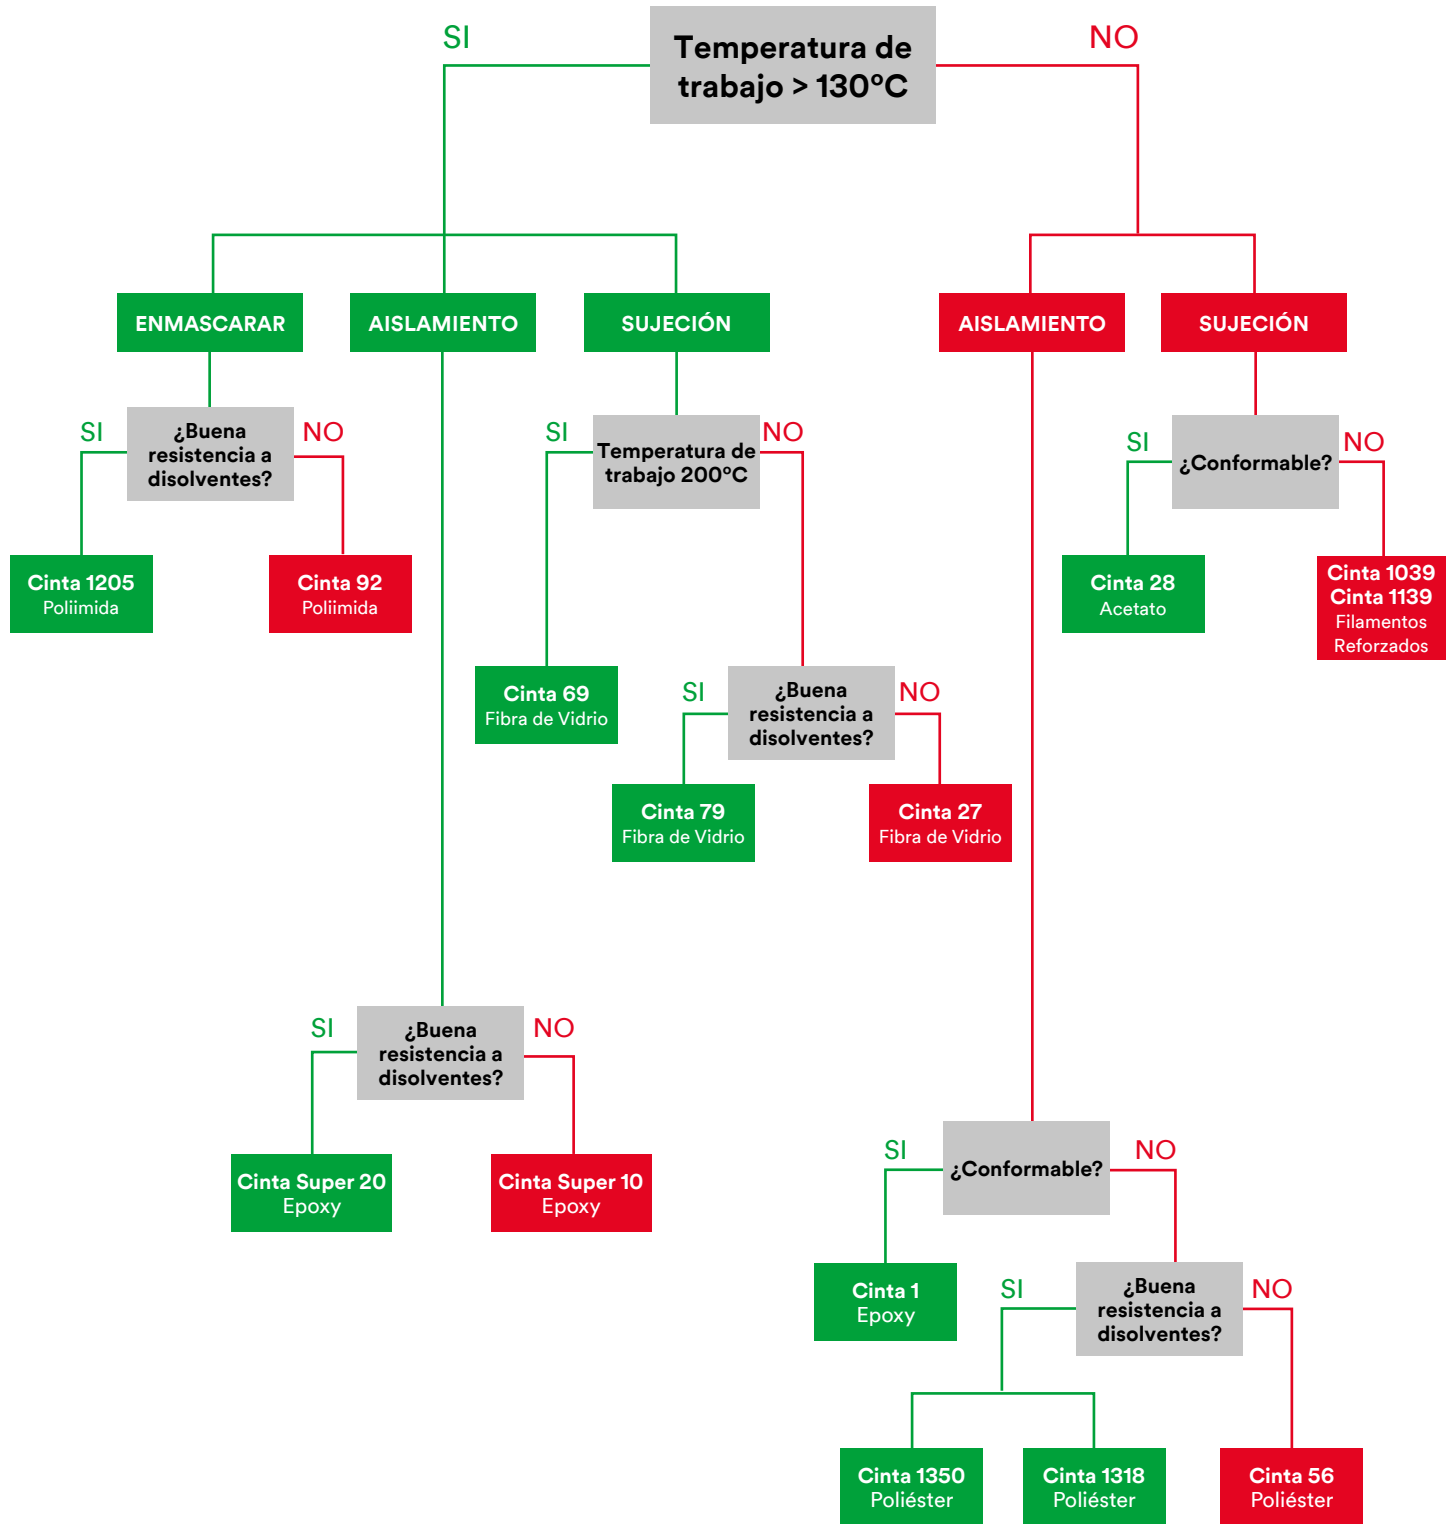 SI
Temperatura de
trabajo > 130ºC
NO
ENMASCARAR
AISLAMIENTO
SUJECIÓN
AISLAMIENTO
SUJECIÓN
SI
¿Buena
resistencia a
disolventes?
NO
SI
Temperatura de
trabajo 200ºC
NO
SI
¿Conformable?
NO
Cinta 1205
Poliimida
Cinta 92
Poliimida
Cinta 28
Acetato
Cinta 1039
Cinta 1139
Filamentos
Reforzados
Cinta 69
Fibra de Vidrio
SI
¿Buena
resistencia a
disolventes?
NO
Cinta 79
Fibra de Vidrio
Cinta 27
Fibra de Vidrio
SI
¿Buena
resistencia a
disolventes?
NO
Cinta Super 20
Epoxy
Cinta Super 10
Epoxy
SI
¿Conformable?
NO
Cinta 1
Epoxy
SI
¿Buena
resistencia a
disolventes?
NO
Cinta 1350
Poliéster
Cinta 1318
Poliéster
Cinta 56
Poliéster